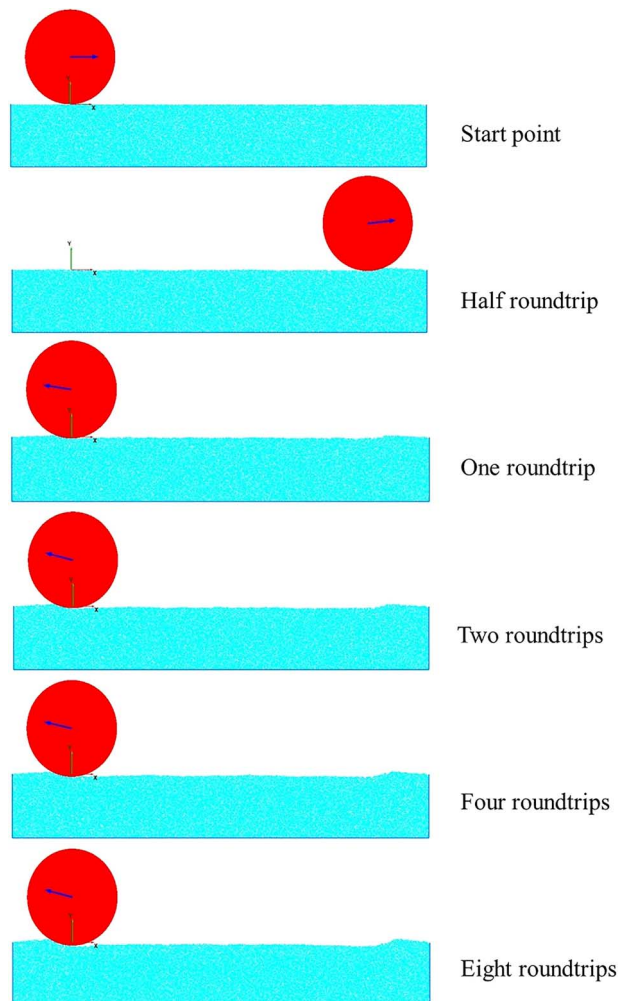 Y
X
Start point
Y
X
Half roundtrip
Y
X
One roundtrip
Y
X
Two roundtrips
Y
X
Four roundtrips
Y
X
Eight roundtrips